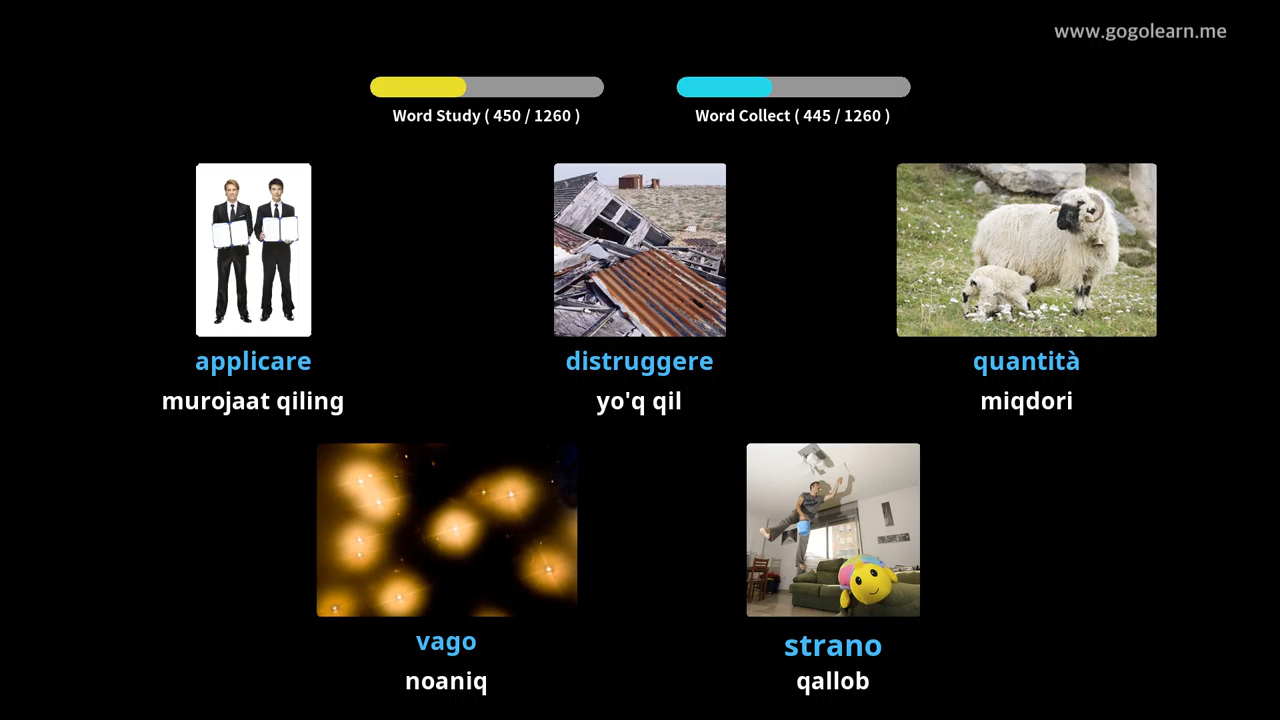 www.gogolearn.me
Word Study ( 450 / 1260 )
Word Collect ( 445 / 1260 )
applicare
murojaat qiling
distruggere
yo'q qil
quantità
miqdori
vago
noaniq
strano
qallob